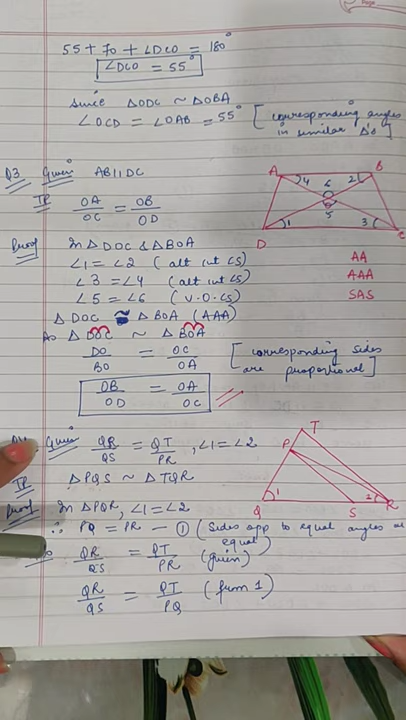 Page
55 + 70 + ∠DCO = 180°
∠DCO = 55°
Since ΔODC ~ ΔOBA
∠OCD = ∠OAB = 55° [corresponding angles in similar Δ's]
Q3 Given AB||DC
TP OA/OC = OB/OD
A B
4 6 2
5
1 3
D C
Proof In ΔDOC & ΔBOA
∠1 = ∠2 (alt int ∠s)
∠3 = ∠4 (alt int ∠s)
∠5 = ∠6 (V.O.∠s)
AA
AAA
SAS
ΔDOC ~ ΔBOA (AAA)
As ΔDOC ~ ΔBOA
DO/BO = OC/OA [corresponding sides are proportional]
OB/OD = OA/OC
Given QR/QS = QT/PR, ∠1 = ∠2
TP ΔPQS ~ ΔTQR
T
P
1 2
Q S R
Proof In ΔPQR, ∠1 = ∠2
∴ PQ = PR — ① (sides opp to equal angles are equal)
QR/QS = QT/PR (given)
QR/QS = QT/PQ (from 1)